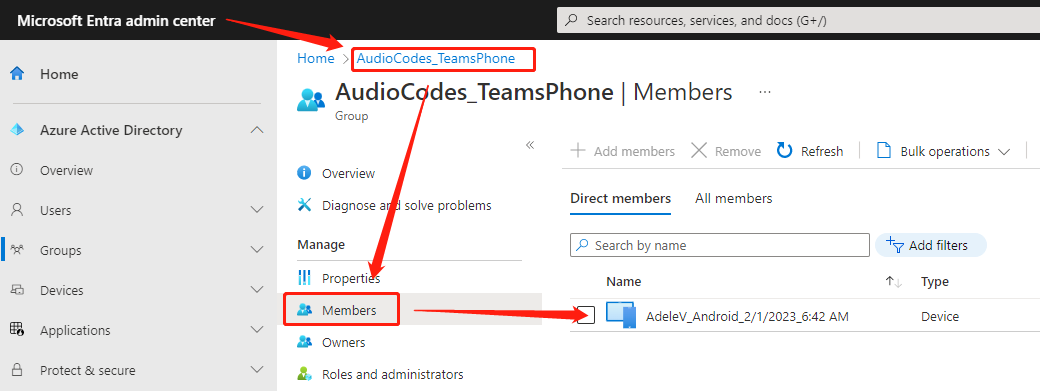 Microsoft Entra admin center
Search resources, services, and docs (G+/)
Home
Azure Active Directory
Overview
Users
Groups
Devices
Applications
Protect & secure
Home > AudioCodes_TeamsPhone
AudioCodes_TeamsPhone | Members ...
Group
«
Overview
Diagnose and solve problems
Manage
Properties
Members
Owners
Roles and administrators
Add members Remove Refresh Bulk operations
Direct members All members
Search by name Add filters
Name Type
AdeleV_Android_2/1/2023_6:42 AM Device